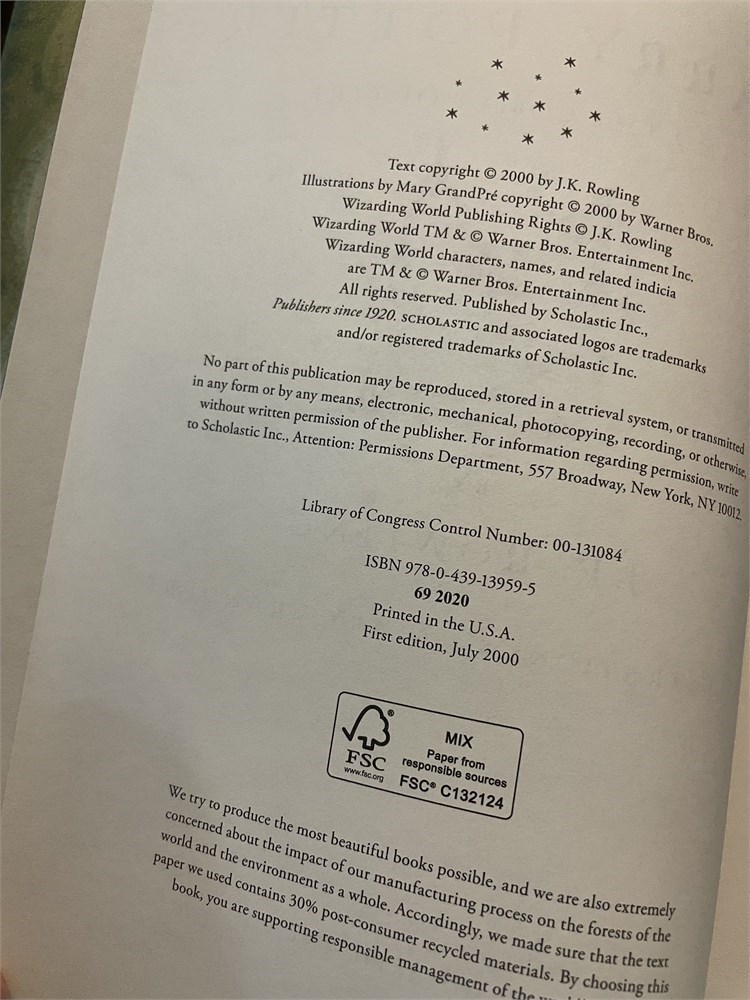 Text copyright © 2000 by J.K. Rowling
Illustrations by Mary GrandPré copyright © 2000 by Warner Bros.
Wizarding World Publishing Rights © J.K. Rowling
Wizarding World TM & © Warner Bros. Entertainment Inc.
Wizarding World characters, names, and related indicia
are TM & © Warner Bros. Entertainment Inc.
All rights reserved. Published by Scholastic Inc.,
Publishers since 1920. SCHOLASTIC and associated logos are trademarks
and/or registered trademarks of Scholastic Inc.
No part of this publication may be reproduced, stored in a retrieval system, or transmitted
in any form or by any means, electronic, mechanical, photocopying, recording, or otherwise,
without written permission of the publisher. For information regarding permission, write
to Scholastic Inc., Attention: Permissions Department, 557 Broadway, New York, NY 10012.
Library of Congress Control Number: 00-131084
ISBN 978-0-439-13959-5
69 2020
Printed in the U.S.A.
First edition, July 2000
®
FSC
www.fsc.org
MIX
Paper from
responsible sources
FSC® C132124
We try to produce the most beautiful books possible, and we are also extremely
concerned about the impact of our manufacturing process on the forests of the
world and the environment as a whole. Accordingly, we made sure that the text
paper we used contains 30% post-consumer recycled materials. By choosing this
book, you are supporting responsible management of the